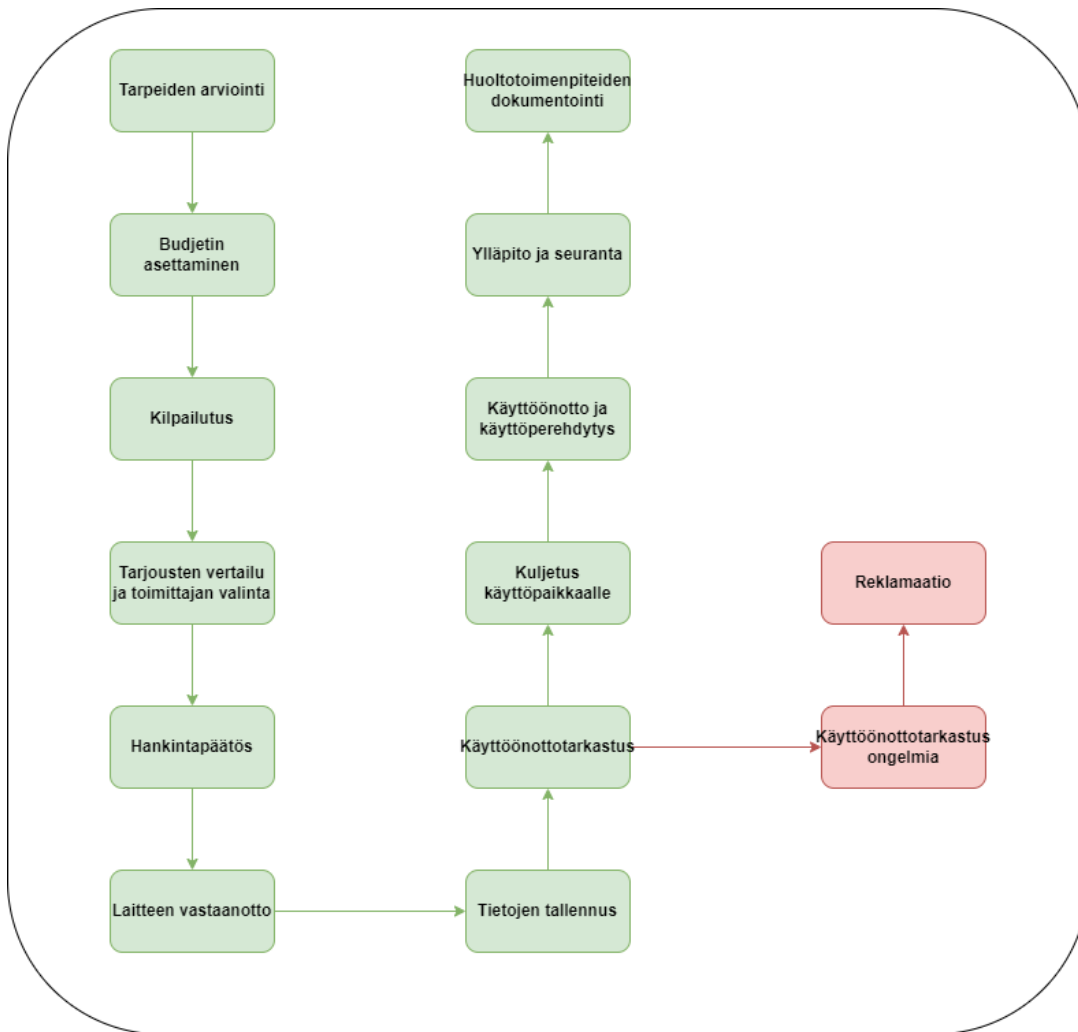 Tarpeiden arviointi
Budjetin
asettaminen
Kilpailutus
Tarjousten vertailu
ja toimittajan valinta
Hankintapäätös
Laitteen vastaanotto
Tietojen tallennus
Käyttöönottotarkastus
Kuljetus
käyttöpaikkaalle
Käyttöönotto ja
käyttöperehdytys
Ylläpito ja seuranta
Huoltotoimenpiteiden
dokumentointi
Käyttöönottotarkastus
ongelmia
Reklamaatio